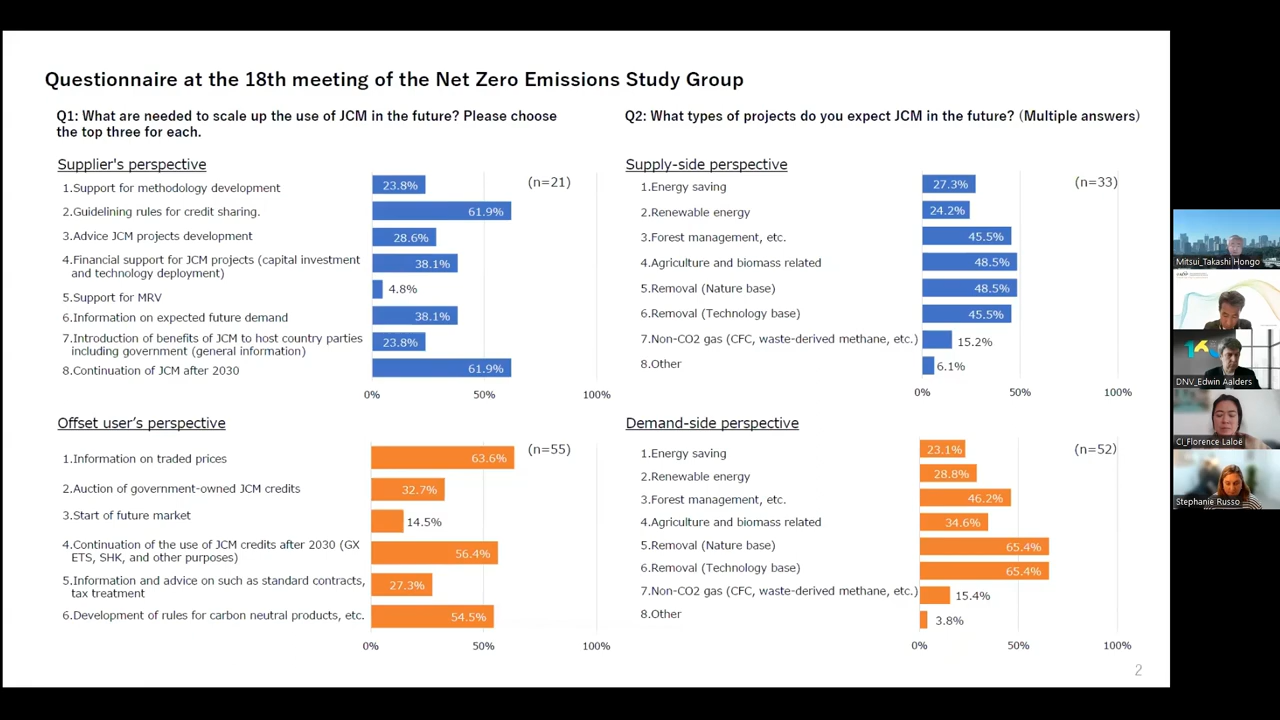 Questionnaire at the 18th meeting of the Net Zero Emissions Study Group
Q1: What are needed to scale up the use of JCM in the future? Please choose
the top three for each.
Supplier's perspective
(n=21)
1.Support for methodology development
23.8%
2.Guidelining rules for credit sharing.
61.9%
3.Advice JCM projects development
28.6%
4.Financial support for JCM projects (capital investment
and technology deployment)
38.1%
5.Support for MRV
4.8%
6.Information on expected future demand
38.1%
7.Introduction of benefits of JCM to host country parties
including government (general information)
23.8%
8.Continuation of JCM after 2030
61.9%
0% 50% 100%
Offset user’s perspective
(n=55)
1.Information on traded prices
63.6%
2.Auction of government-owned JCM credits
32.7%
3.Start of future market
14.5%
4.Continuation of the use of JCM credits after 2030 (GX
ETS, SHK, and other purposes)
56.4%
5.Information and advice on such as standard contracts,
tax treatment
27.3%
6.Development of rules for carbon neutral products, etc.
54.5%
0% 50% 100%
Q2: What types of projects do you expect JCM in the future? (Multiple answers)
Supply-side perspective
(n=33)
1.Energy saving
27.3%
2.Renewable energy
24.2%
3.Forest management, etc.
45.5%
4.Agriculture and biomass related
48.5%
5.Removal (Nature base)
48.5%
6.Removal (Technology base)
45.5%
7.Non-CO2 gas (CFC, waste-derived methane, etc.)
15.2%
8.Other
6.1%
0% 50% 100%
Demand-side perspective
(n=52)
1.Energy saving
23.1%
2.Renewable energy
28.8%
3.Forest management, etc.
46.2%
4.Agriculture and biomass related
34.6%
5.Removal (Nature base)
65.4%
6.Removal (Technology base)
65.4%
7.Non-CO2 gas (CFC, waste-derived methane, etc.)
15.4%
8.Other
3.8%
0% 50% 100%
2
Mitsui_Takashi Hongo
DNV_Edwin Aalders
CI_Florence Laloë
Stephanie Russo